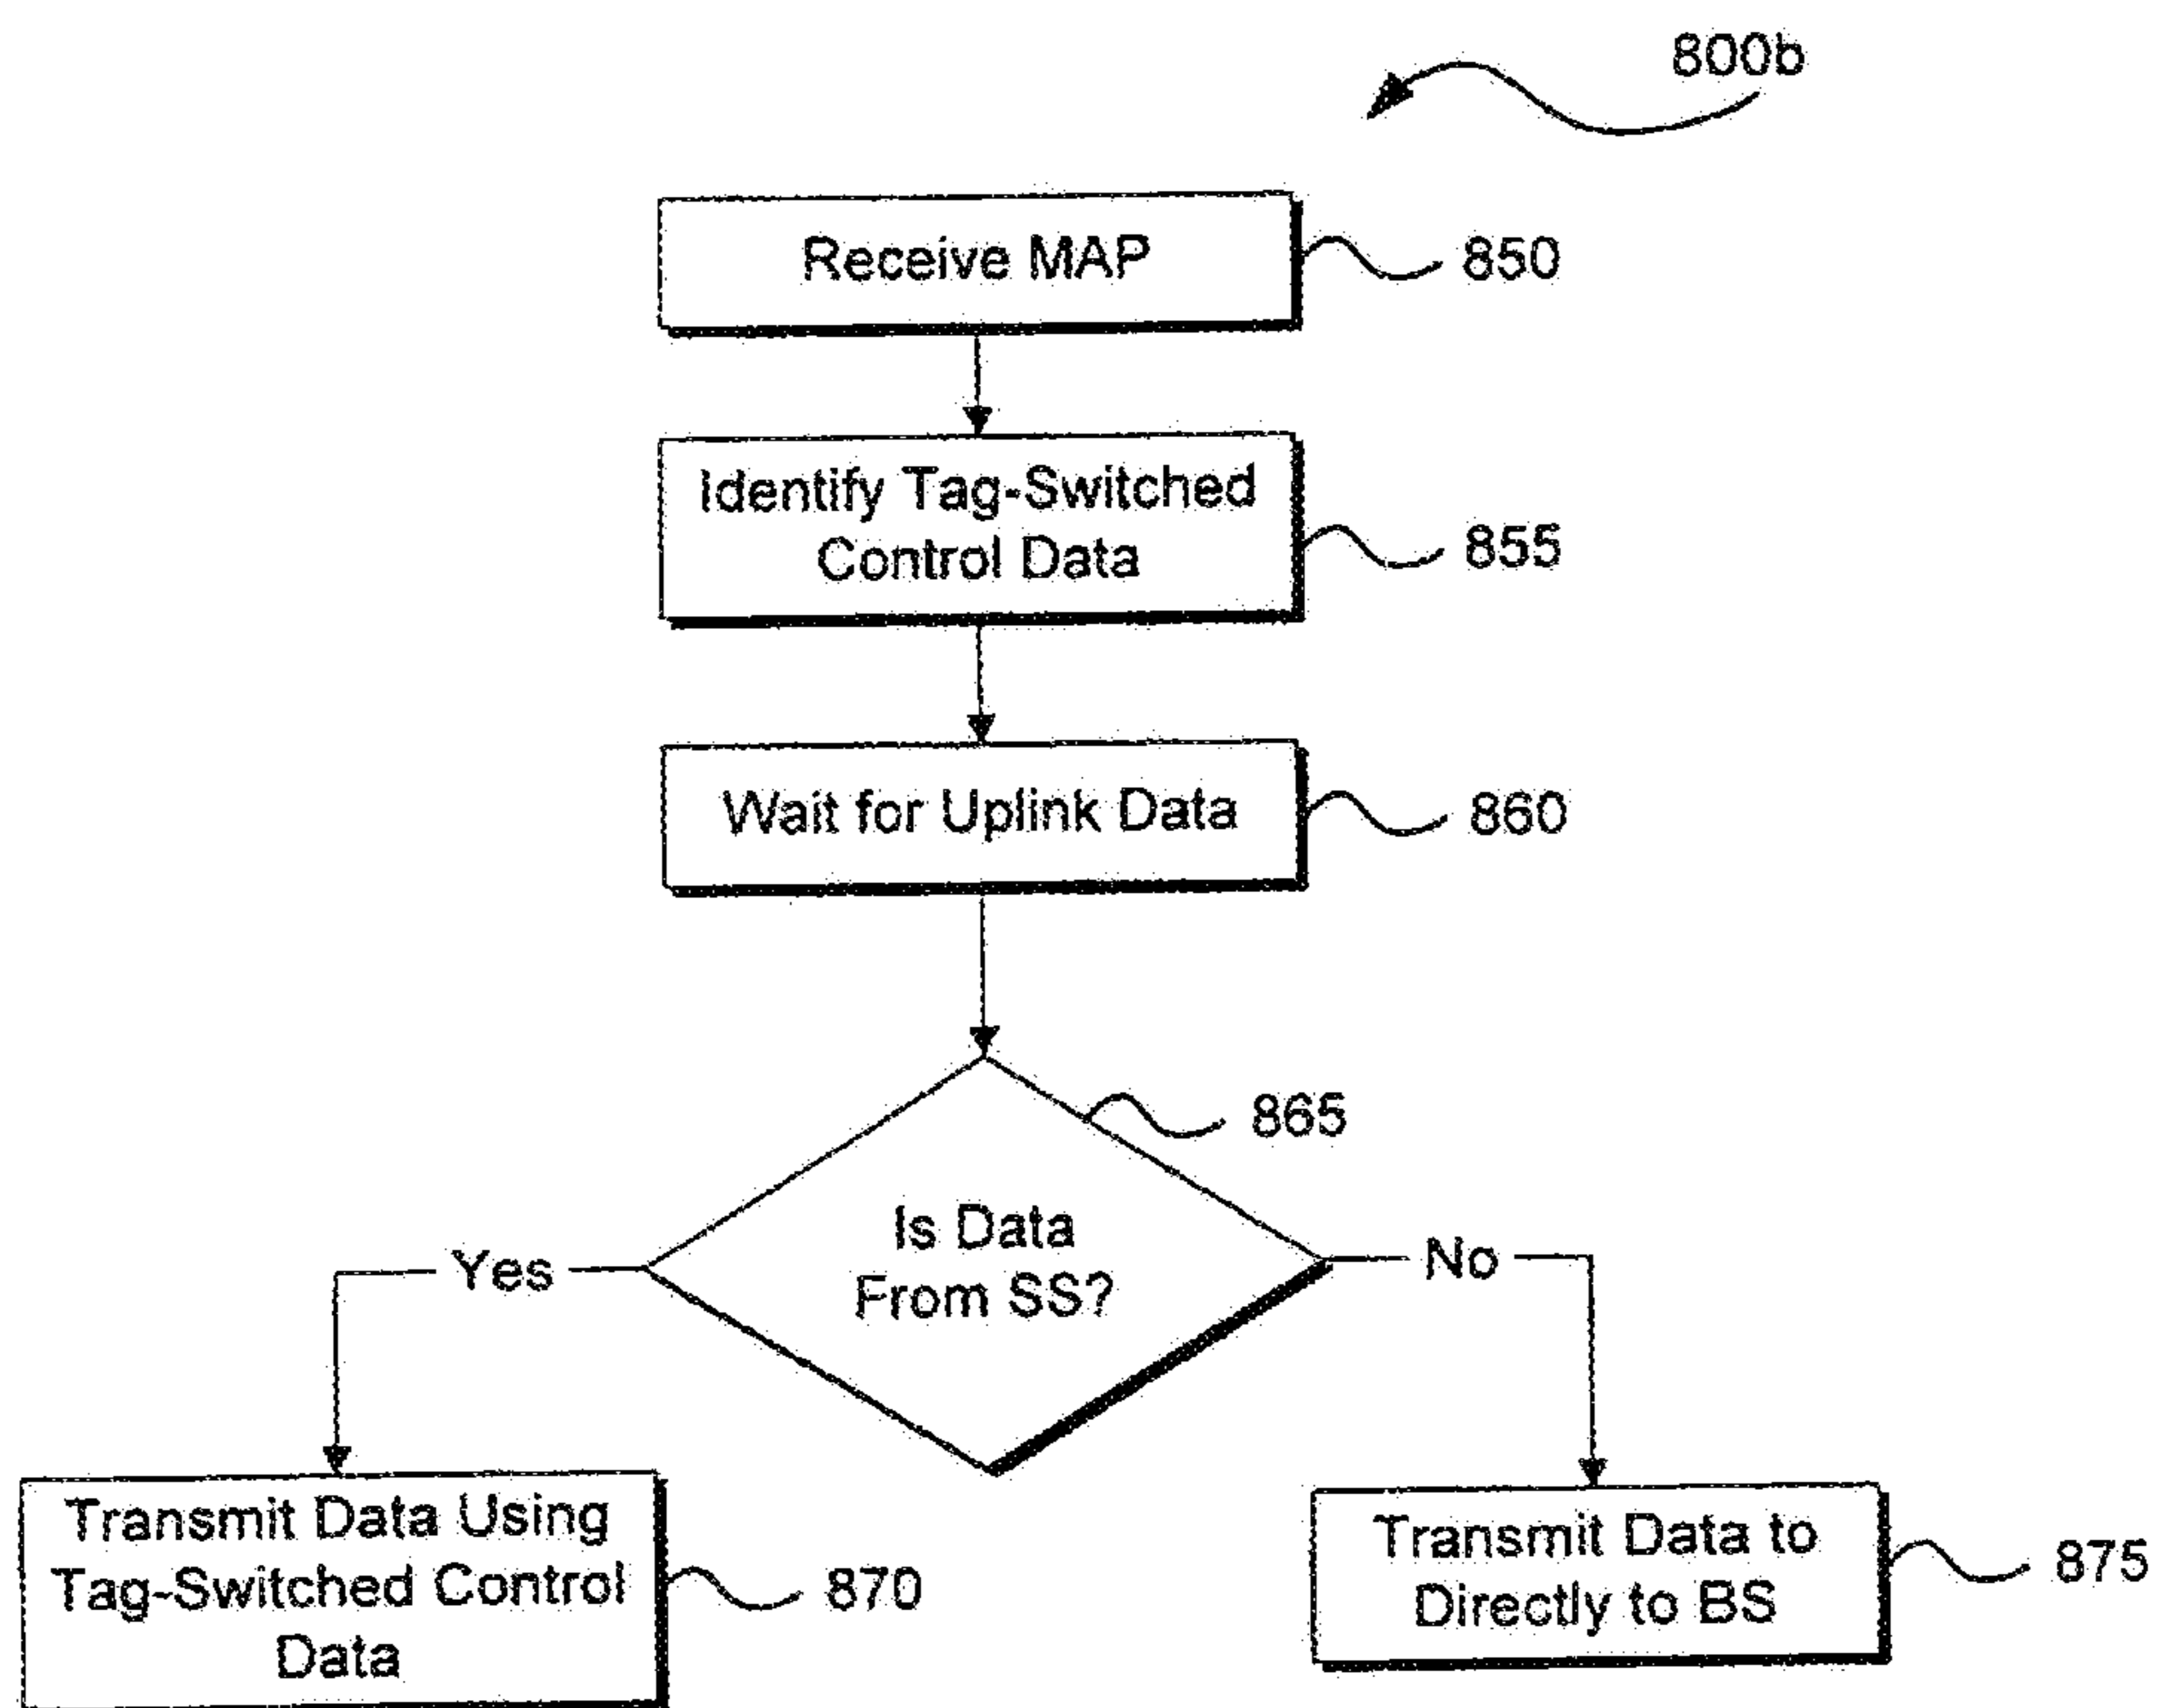 800b
Receive MAP
850
Identify Tag-Switched
Control Data
855
Wait for Uplink Data
860
865
Is Data
From SS?
Yes
No
Transmit Data Using
Tag-Switched Control
Data
870
Transmit Data to
Directly to BS
875